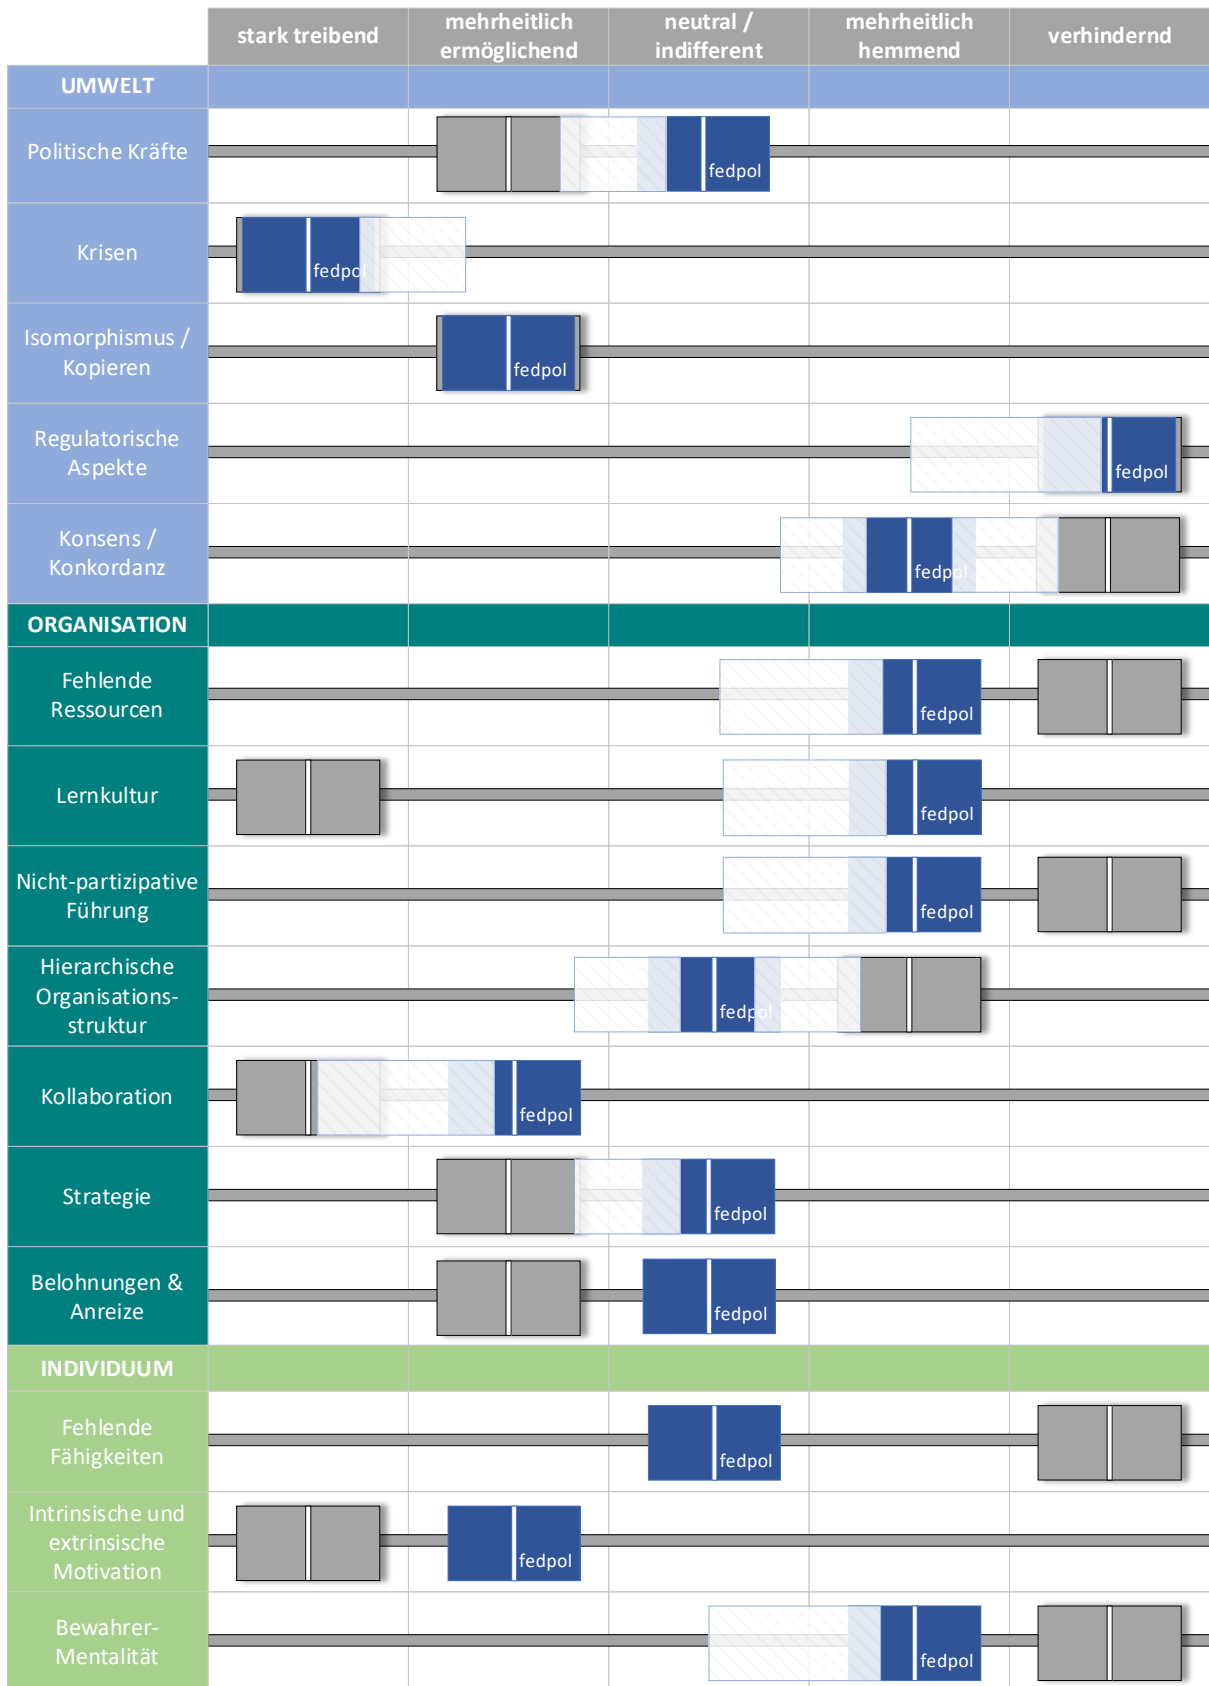 stark treibend
mehrheitlich
ermöglichend
neutral /
indifferent
mehrheitlich
hemmend
verhindernd
UMWELT
Politische Kräfte
fedpol
Krisen
fedpol
Isomorphismus /
Kopieren
fedpol
Regulatorische
Aspekte
fedpol
Konsens /
Konkordanz
fedpol
ORGANISATION
Fehlende
Ressourcen
fedpol
Lernkultur
fedpol
Nicht-partizipative
Führung
fedpol
Hierarchische
Organisations-
struktur
fedpol
Kollaboration
fedpol
Strategie
fedpol
Belohnungen &
Anreize
fedpol
INDIVIDUUM
Fehlende
Fähigkeiten
fedpol
Intrinsische und
extrinsische
Motivation
fedpol
Bewahrer-
Mentalität
fedpol